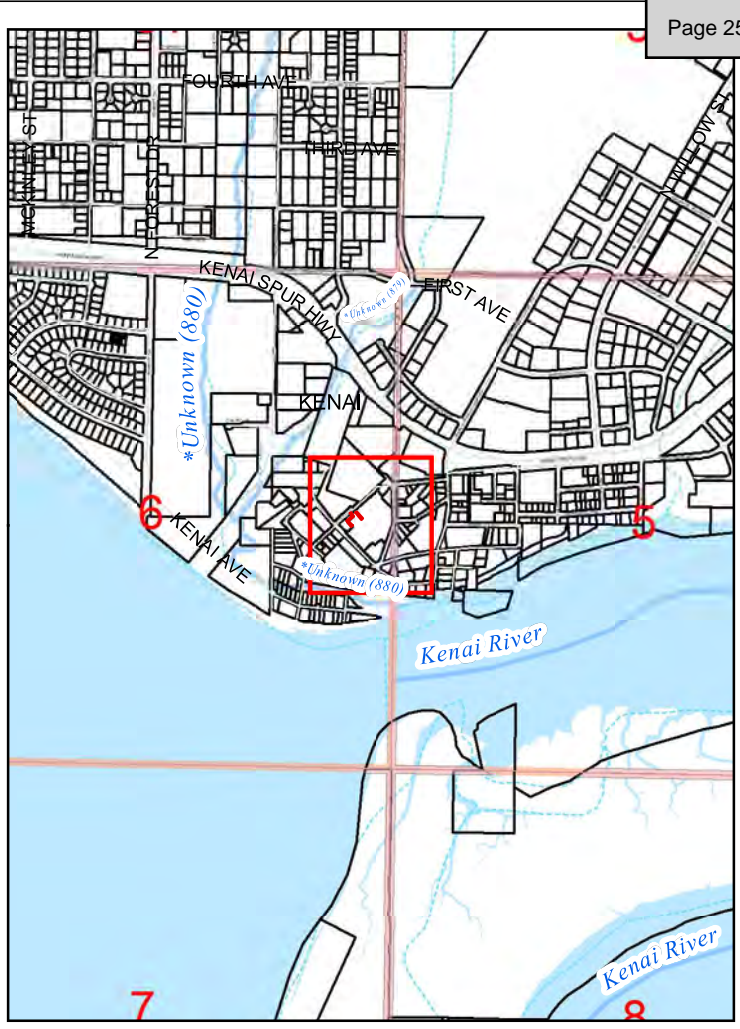 Page 25
FOURTH AVE
THIRD AVE
MCKINLEY ST
N FOREST DR
N WILLOW ST
KENAI SPUR HWY
*Unknown (879)
FIRST AVE
*Unknown (880)
KENAI
6
5
KENAI AVE
*Unknown (880)
Kenai River
Kenai River
7
8